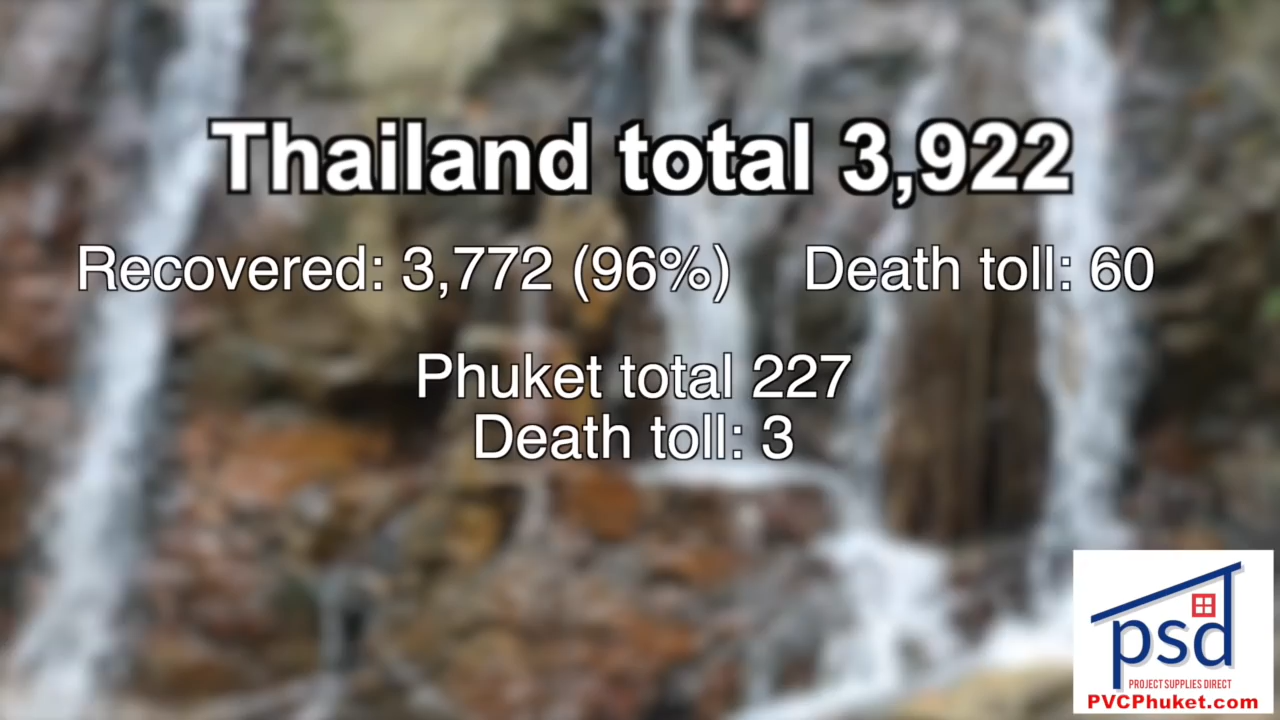 Thailand total 3,922
Recovered: 3,772 (96%) Death toll: 60
Phuket total 227
Death toll: 3
psd
PROJECT SUPPLIES DIRECT
PVCPhuket.com